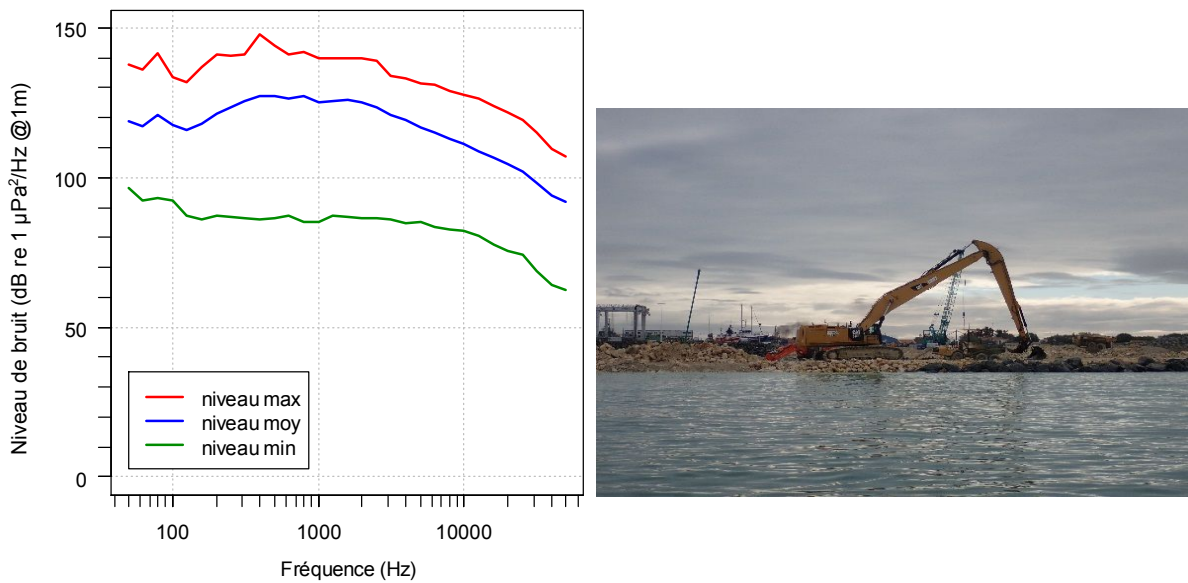 150
100
50
0
Niveau de bruit (dB re 1 µPa²/Hz @1m)
niveau max
niveau moy
niveau min
100 1000 10000
Fréquence (Hz)